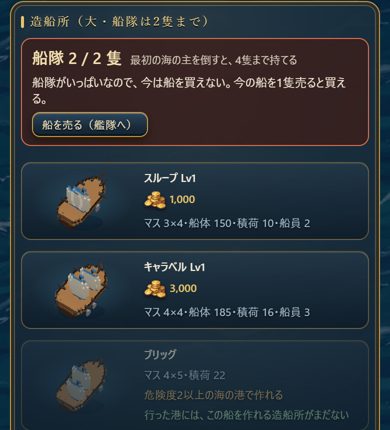 造船所（大・船隊は2隻まで）
船隊 2 / 2 隻 最初の海の主を倒すと、4隻まで持てる
船隊がいっぱいなので、今は船を買えない。今の船を1隻売ると買え
る。
船を売る（艦隊へ）
スループ Lv1
1,000
マス 3×4・船体 150・積荷 10・船員 2
キャラベル Lv1
3,000
マス 4×4・船体 185・積荷 16・船員 3
ブリッグ
マス 4×5・積荷 22
危険度2以上の海の港で作れる
行った港には、この船を作れる造船所がまだない